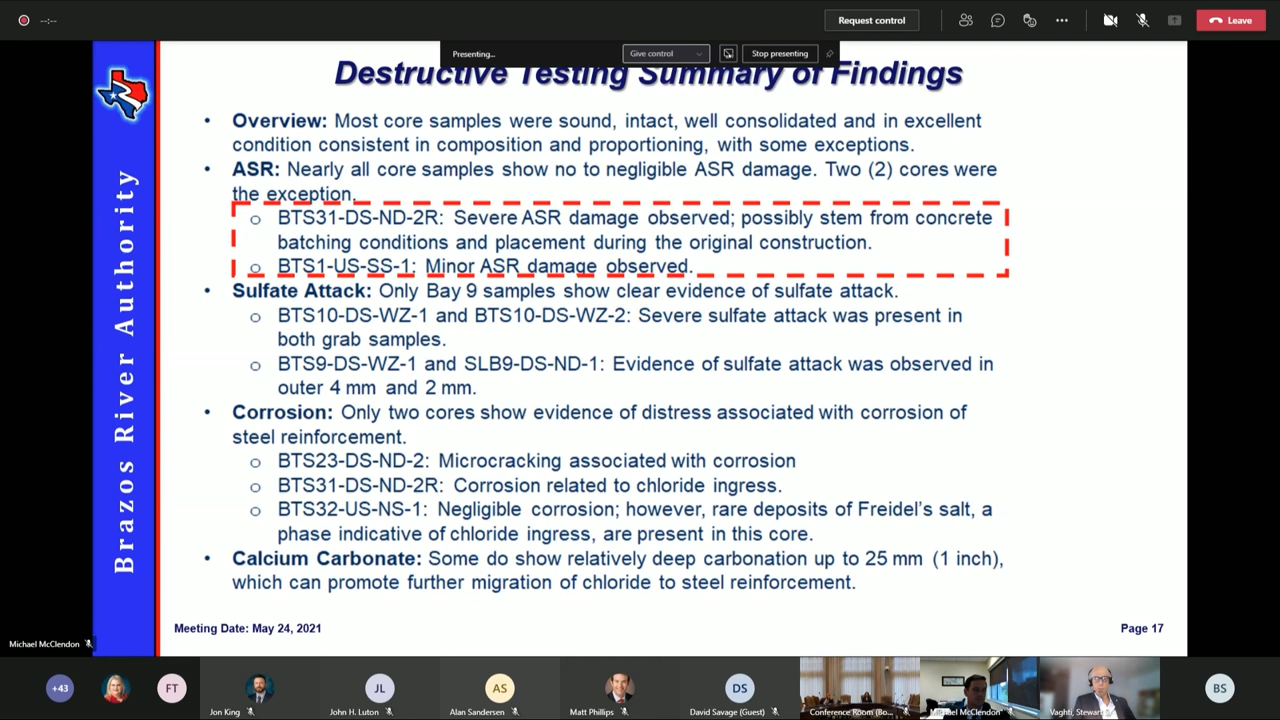 --:--
Request control
Leave
Presenting...
Give control
Stop presenting
Destructive Testing Summary of Findings
Brazos River Authority
• Overview: Most core samples were sound, intact, well consolidated and in excellent
condition consistent in composition and proportioning, with some exceptions.
• ASR: Nearly all core samples show no to negligible ASR damage. Two (2) cores were
the exception.
o BTS31-DS-ND-2R: Severe ASR damage observed; possibly stem from concrete
batching conditions and placement during the original construction.
o BTS1-US-SS-1: Minor ASR damage observed.
• Sulfate Attack: Only Bay 9 samples show clear evidence of sulfate attack.
o BTS10-DS-WZ-1 and BTS10-DS-WZ-2: Severe sulfate attack was present in
both grab samples.
o BTS9-DS-WZ-1 and SLB9-DS-ND-1: Evidence of sulfate attack was observed in
outer 4 mm and 2 mm.
• Corrosion: Only two cores show evidence of distress associated with corrosion of
steel reinforcement.
o BTS23-DS-ND-2: Microcracking associated with corrosion
o BTS31-DS-ND-2R: Corrosion related to chloride ingress.
o BTS32-US-NS-1: Negligible corrosion; however, rare deposits of Freidel's salt, a
phase indicative of chloride ingress, are present in this core.
• Calcium Carbonate: Some do show relatively deep carbonation up to 25 mm (1 inch),
which can promote further migration of chloride to steel reinforcement.
Meeting Date: May 24, 2021
Page 17
Michael McClendon
+43
FT
Jon King
JL
John H. Luton
AS
Alan Sandersen
Matt Phillips
DS
David Savage (Guest)
Conference Room (Bo...
Michael McClendon
Vaghti, Stewart
BS